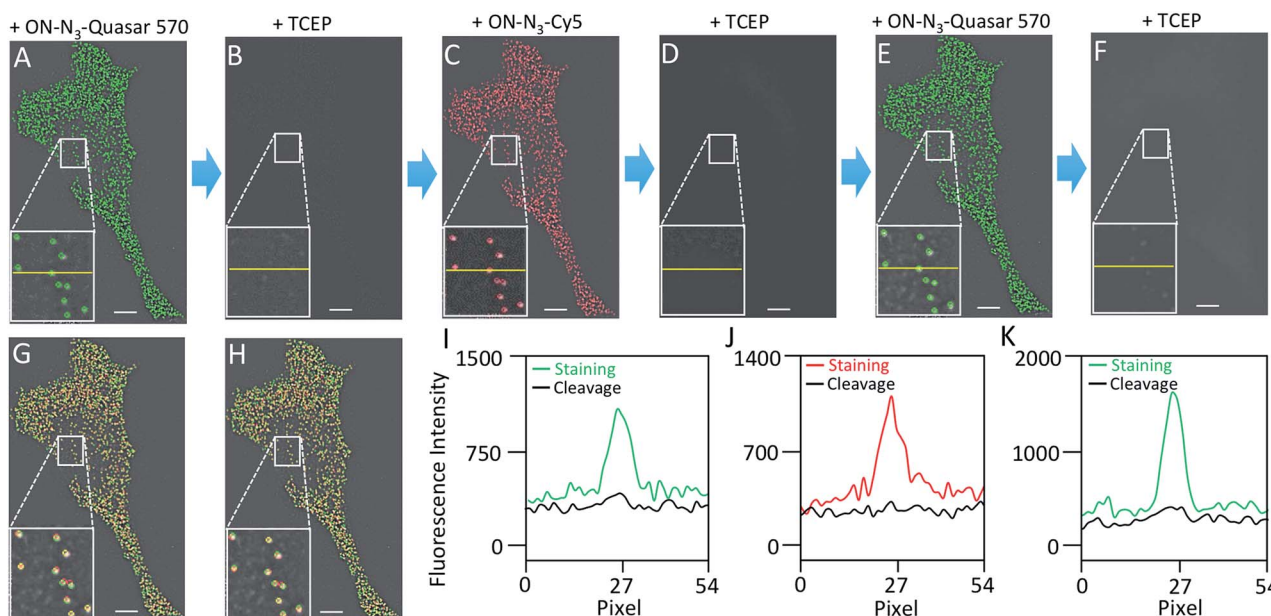 + ON-N₃-Quasar 570
+ TCEP
+ ON-N₃-Cy5
+ TCEP
+ ON-N₃-Quasar 570
+ TCEP
A
B
C
D
E
F
G
H
I
J
K
Fluorescence Intensity
1500
750
0
Staining
Cleavage
0 27 54
Pixel
1400
700
0
Staining
Cleavage
0 27 54
Pixel
2000
1000
0
Staining
Cleavage
0 27 54
Pixel